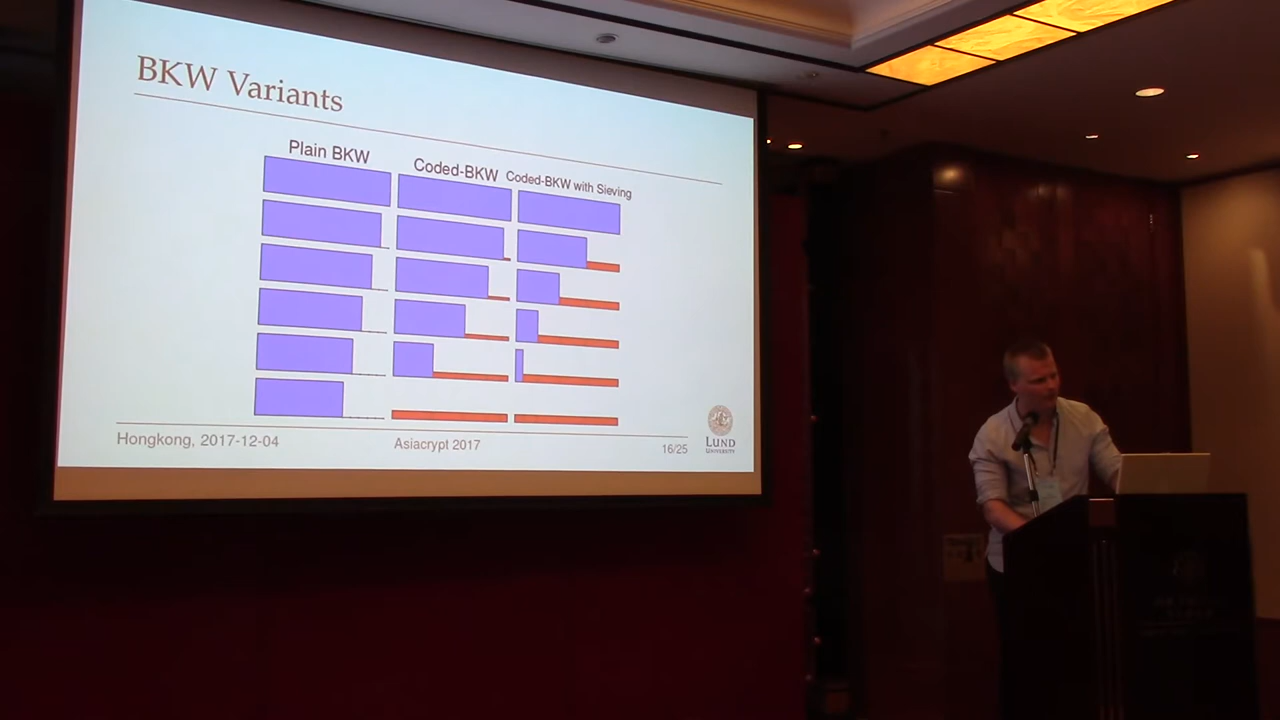 BKW Variants
Plain BKW
Coded-BKW
Coded-BKW with Sieving
Hongkong, 2017-12-04
Asiacrypt 2017
16/25
LUND
UNIVERSITY